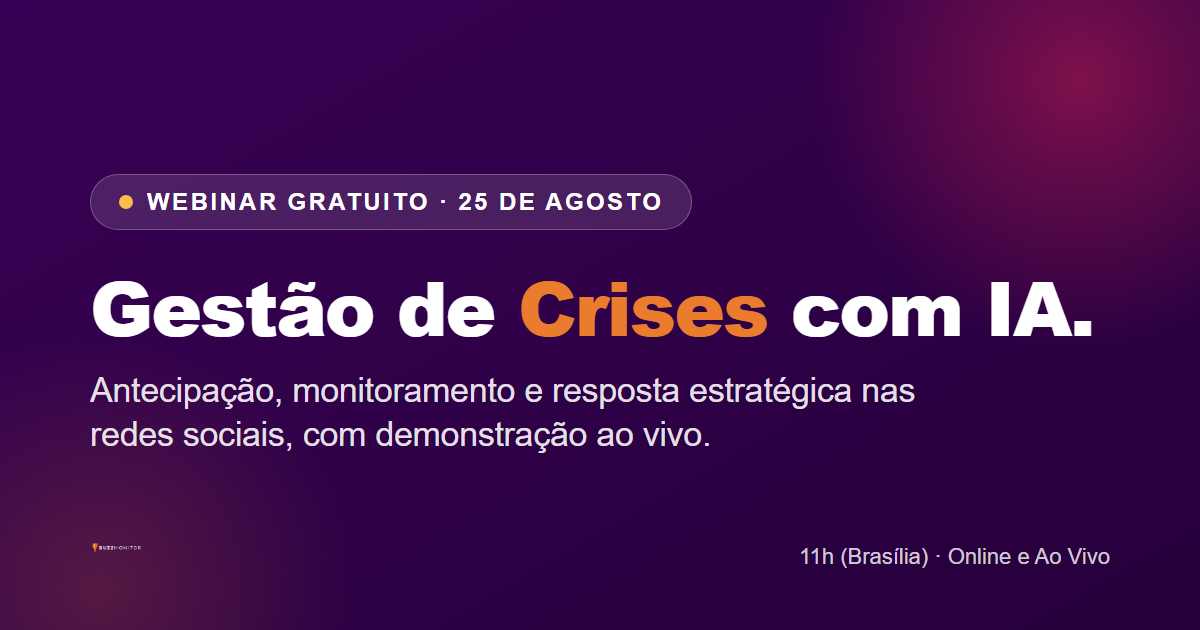 WEBINAR GRATUITO · 25 DE AGOSTO
Gestão de Crises com IA.
Antecipação, monitoramento e resposta estratégica nas
redes sociais, com demonstração ao vivo.
BUZZMONITOR
11h (Brasília) · Online e Ao Vivo